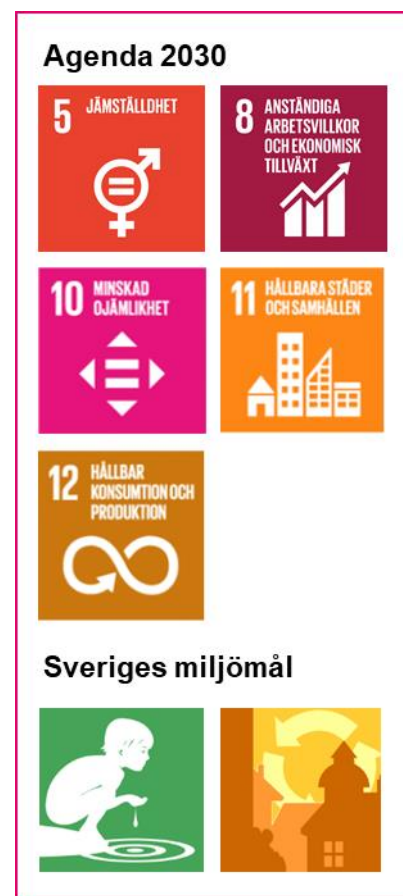 Agenda 2030
5 JÄMSTÄLLDHET
8 ANSTÄNDIGA
ARBETSVILLKOR
OCH EKONOMISK
TILLVÄXT
10 MINSKAD
OJÄMLIKHET
11 HÅLLBARA STÄDER
OCH SAMHÄLLEN
12 HÅLLBAR
KONSUMTION OCH
PRODUKTION
Sveriges miljömål